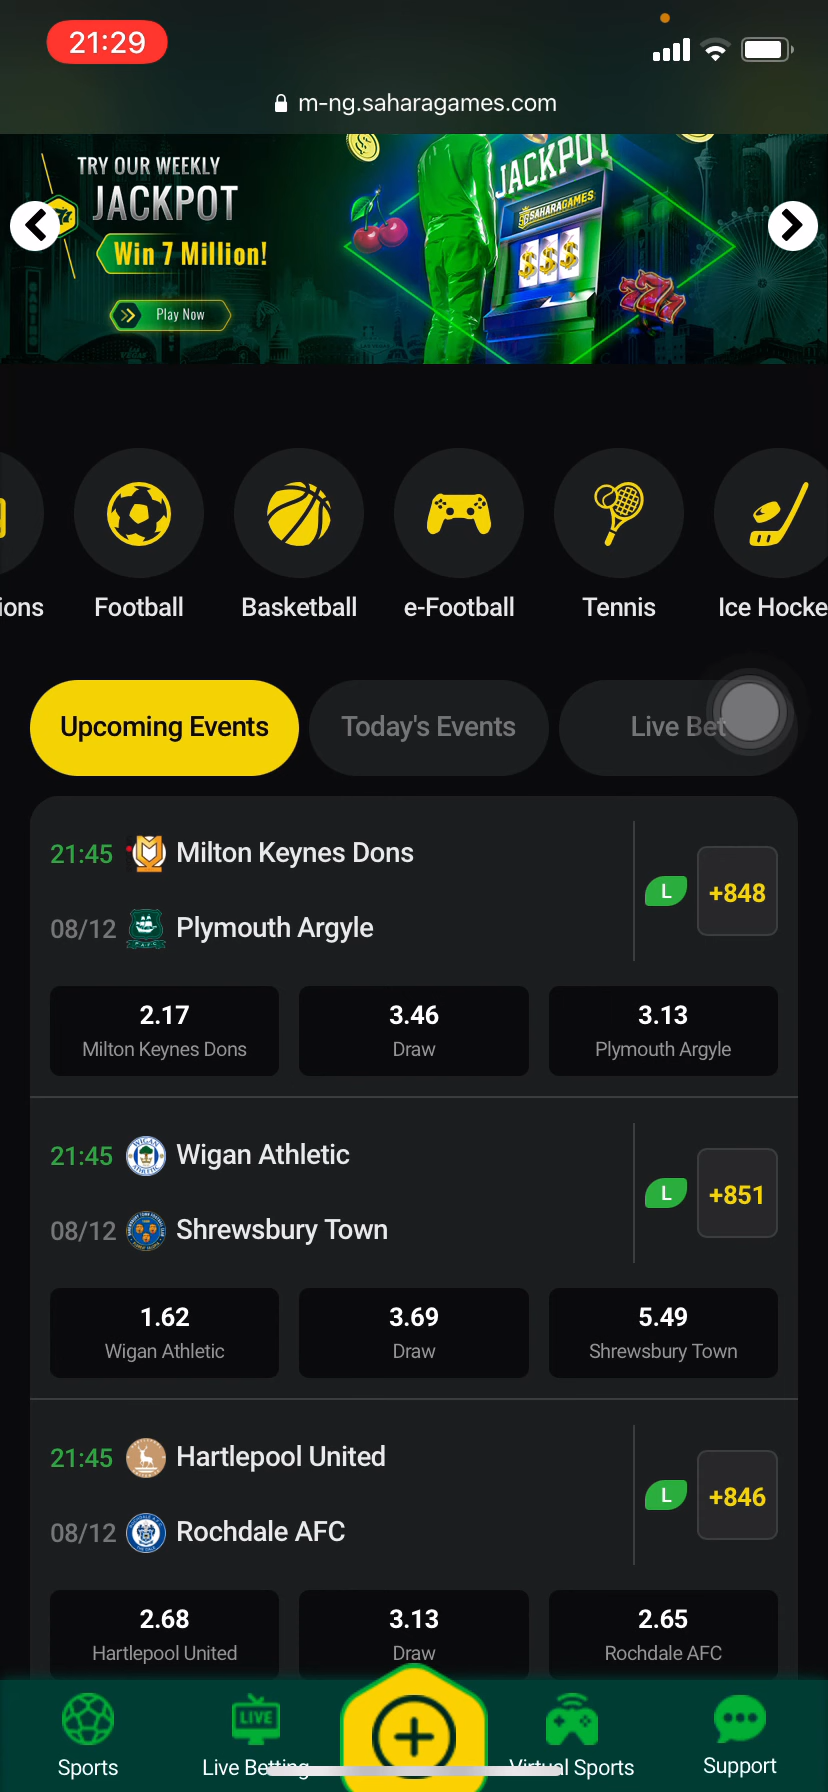 21:29
m-ng.saharagames.com
TRY OUR WEEKLY
JACKPOT
Win 7 Million!
Play Now
JACKPOT
SAHARAGAMES
$ $ $
777
ions
Football
Basketball
e-Football
Tennis
Ice Hocke
Upcoming Events
Today's Events
Live Bet
21:45 Milton Keynes Dons
L +848
08/12 Plymouth Argyle
2.17 3.46 3.13
Milton Keynes Dons Draw Plymouth Argyle
21:45 Wigan Athletic
L +851
08/12 Shrewsbury Town
1.62 3.69 5.49
Wigan Athletic Draw Shrewsbury Town
21:45 Hartlepool United
L +846
08/12 Rochdale AFC
2.68 3.13 2.65
Hartlepool United Draw Rochdale AFC
LIVE
Sports
Live Betting
Virtual Sports
Support